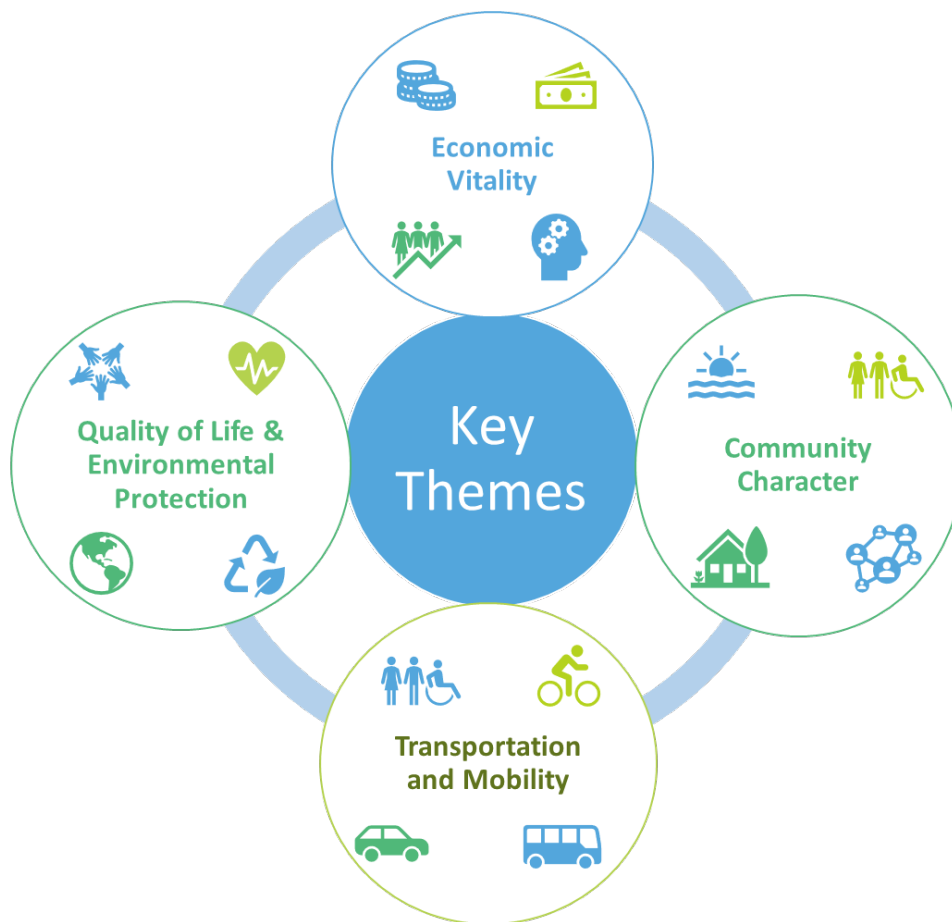 Economic
Vitality
Key
Themes
Quality of Life &
Environmental
Protection
Community
Character
Transportation
and Mobility